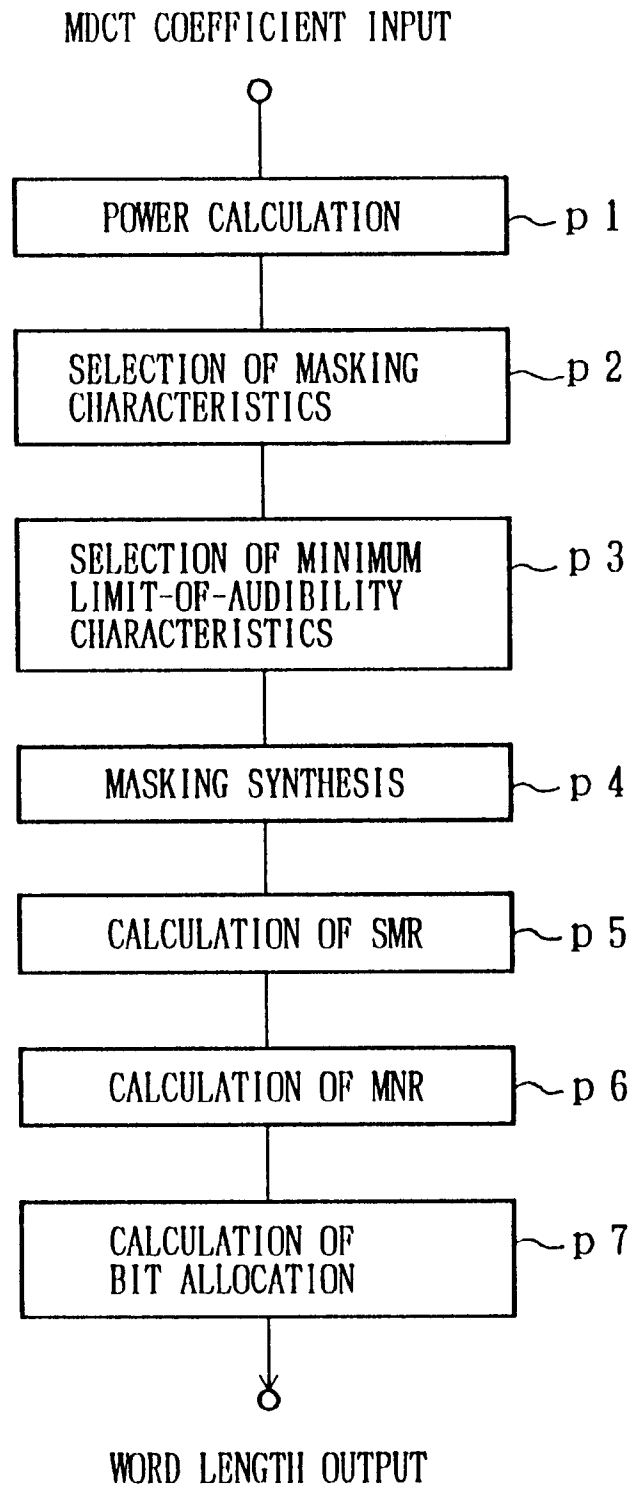 MDCT COEFFICIENT INPUT
POWER CALCULATION
p 1
SELECTION OF MASKING
CHARACTERISTICS
p 2
SELECTION OF MINIMUM
LIMIT-OF-AUDIBILITY
CHARACTERISTICS
p 3
MASKING SYNTHESIS
p 4
CALCULATION OF SMR
p 5
CALCULATION OF MNR
p 6
CALCULATION OF
BIT ALLOCATION
p 7
WORD LENGTH OUTPUT